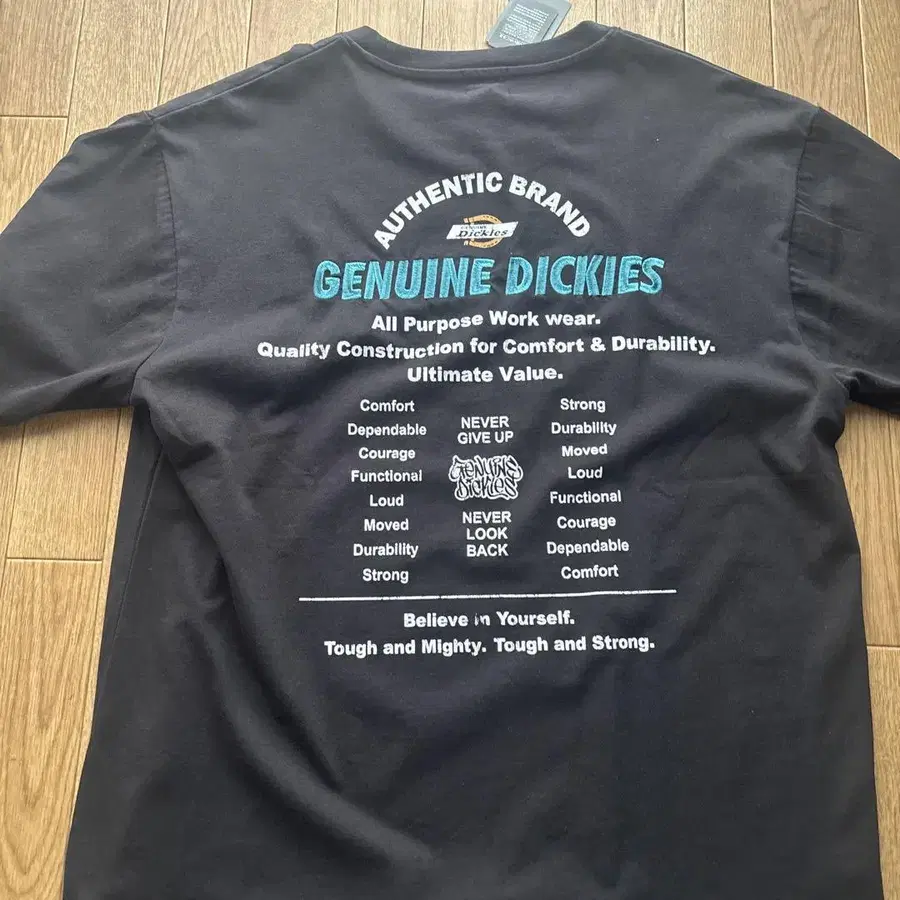 AUTHENTIC BRAND
GENUINE
Dickies
GENUINE DICKIES
All Purpose Work wear.
Quality Construction for Comfort & Durability.
Ultimate Value.
Comfort
Dependable
Courage
Functional
Loud
Moved
Durability
Strong
NEVER
GIVE UP
GENUINE
DICKIES
NEVER
LOOK
BACK
Strong
Durability
Moved
Loud
Functional
Courage
Dependable
Comfort
Believe in Yourself.
Tough and Mighty. Tough and Strong.